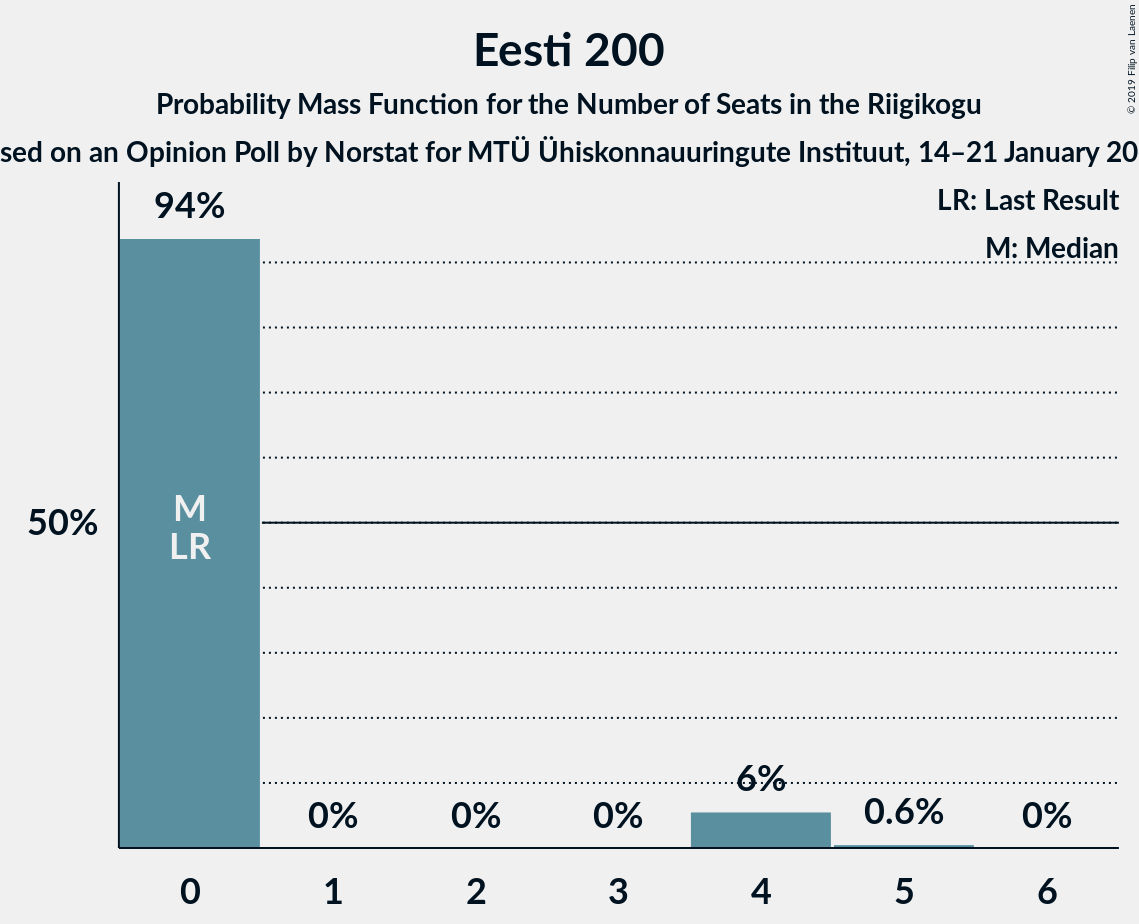 Eesti 200
Probability Mass Function for the Number of Seats in the Riigikogu
sed on an Opinion Poll by Norstat for MTÜ Ühiskonnauuringute Instituut, 14–21 January 20
© 2019 Filip van Laenen
LR: Last Result
M: Median
94%
50%
M
LR
0%
0%
0%
6%
0.6%
0%
0
1
2
3
4
5
6